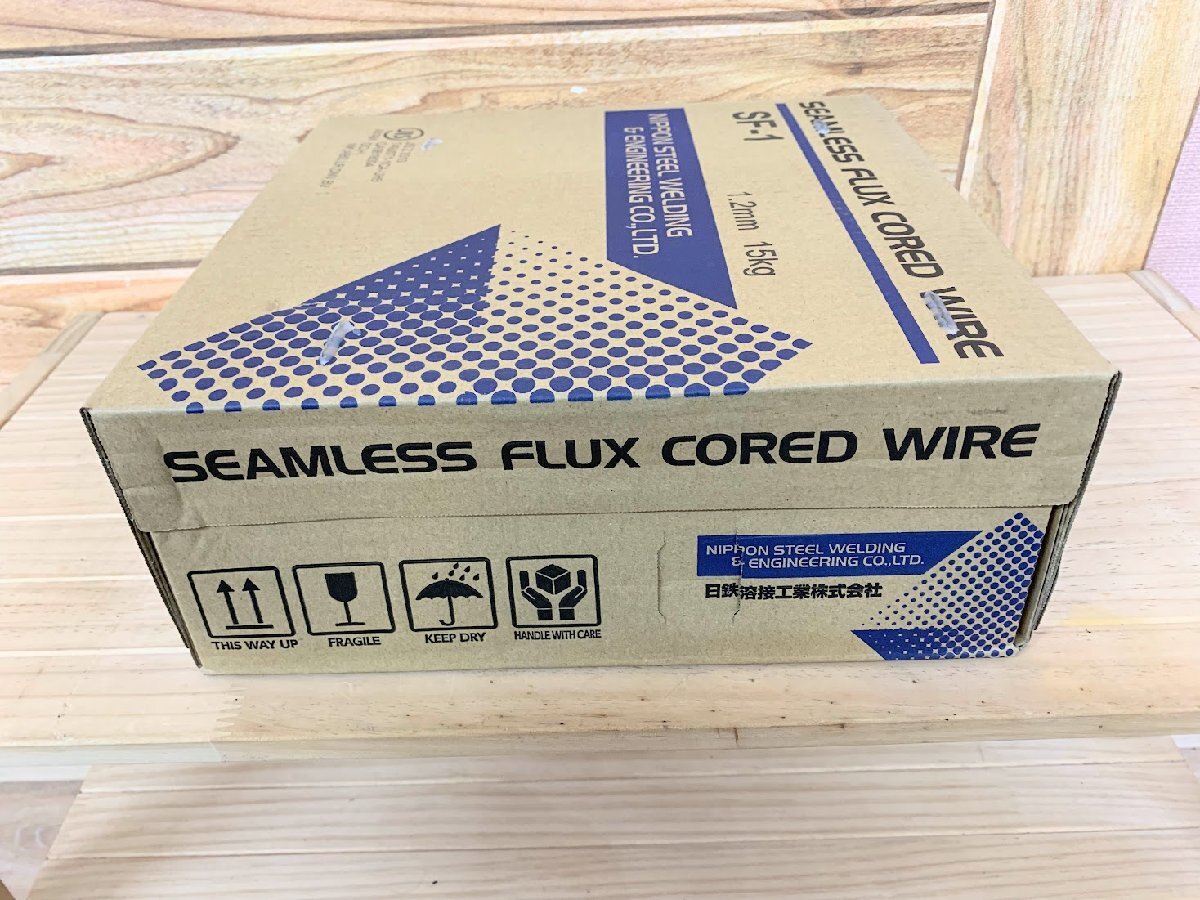 SEAMLESS FLUX CORED WIRE
SF-1
1.2mm 15kg
NIPPON STEEL WELDING
& ENGINEERING CO.,LTD.
SEAMLESS FLUX CORED WIRE
THIS WAY UP
FRAGILE
KEEP DRY
HANDLE WITH CARE
NIPPON STEEL WELDING
& ENGINEERING CO.,LTD.
日鉄溶接工業株式会社